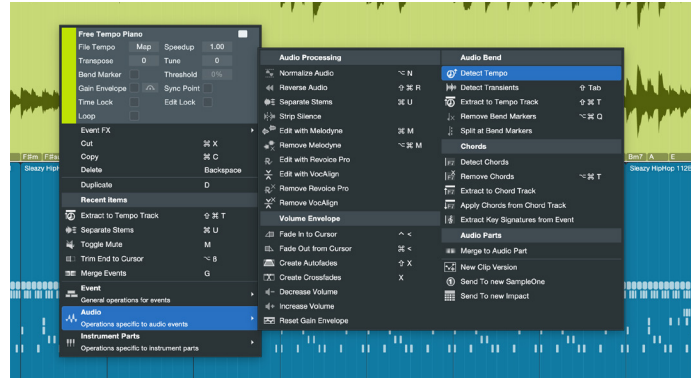 Free Tempo Piano
File Tempo Map Speedup 1.00
Transpose 0 Tune 0
Bend Marker Threshold 0%
Gain Envelope Sync Point
Time Lock Edit Lock
Loop
Event FX
Cut ⌘ X
Copy ⌘ C
Delete Backspace
Duplicate D
Recent items
Extract to Tempo Track ⇧ ⌘ T
Separate Stems ⌘ U
Toggle Mute M
Trim End to Cursor ⌥ 8
Merge Events G
Event
General operations for events
Audio
Operations specific to audio events
Instrument Parts
Operations specific to instrument parts
Audio Processing
Normalize Audio ⌥ N
Reverse Audio ⇧ ⌘ R
Separate Stems ⌘ U
Strip Silence
Edit with Melodyne ⌘ M
Remove Melodyne ⌥ ⌘ M
Edit with Revoice Pro
Edit with VocAlign
Remove Revoice Pro
Remove VocAlign
Volume Envelope
Fade In to Cursor ^ <
Fade Out from Cursor ⌘ <
Create Autofades ⇧ X
Create Crossfades X
Decrease Volume
Increase Volume
Reset Gain Envelope
Audio Bend
Detect Tempo
Detect Transients ⇧ Tab
Extract to Tempo Track ⇧ ⌘ T
Remove Bend Markers ⌥ ⌘ Q
Split at Bend Markers
Chords
Detect Chords
Remove Chords ⌥ ⌘ T
Extract to Chord Track
Apply Chords from Chord Track
Extract Key Signatures from Event
Audio Parts
Merge to Audio Part
New Clip Version
Send To new SampleOne
Send To new Impact
F#m
Bm7 A E
Sleazy HipHop 112B